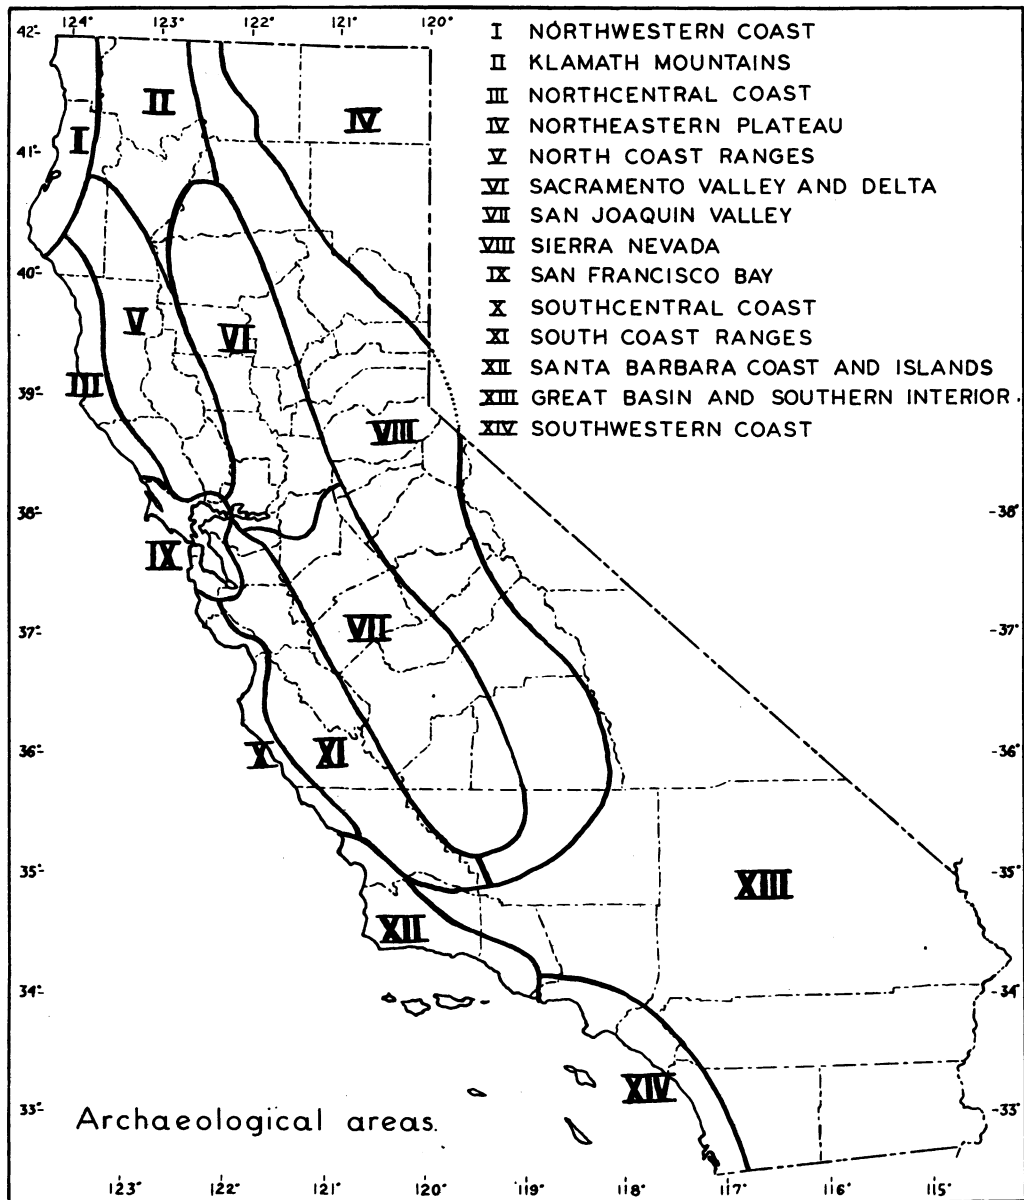 124° 123° 122° 121° 120°
42°
41°
40°
39°
38°
37°
36°
35°
34°
33°
I NORTHWESTERN COAST
II KLAMATH MOUNTAINS
III NORTHCENTRAL COAST
IV NORTHEASTERN PLATEAU
V NORTH COAST RANGES
VI SACRAMENTO VALLEY AND DELTA
VII SAN JOAQUIN VALLEY
VIII SIERRA NEVADA
IX SAN FRANCISCO BAY
X SOUTHCENTRAL COAST
XI SOUTH COAST RANGES
XII SANTA BARBARA COAST AND ISLANDS
XIII GREAT BASIN AND SOUTHERN INTERIOR.
XIV SOUTHWESTERN COAST
II
IV
I
V
VI
III
VIII
IX
VII
X
XI
XIII
XII
XIV
38°
37°
36°
35°
34°
33°
Archaeological areas.
123° 122° 121° 120° 119° 118° 117° 116° 115°